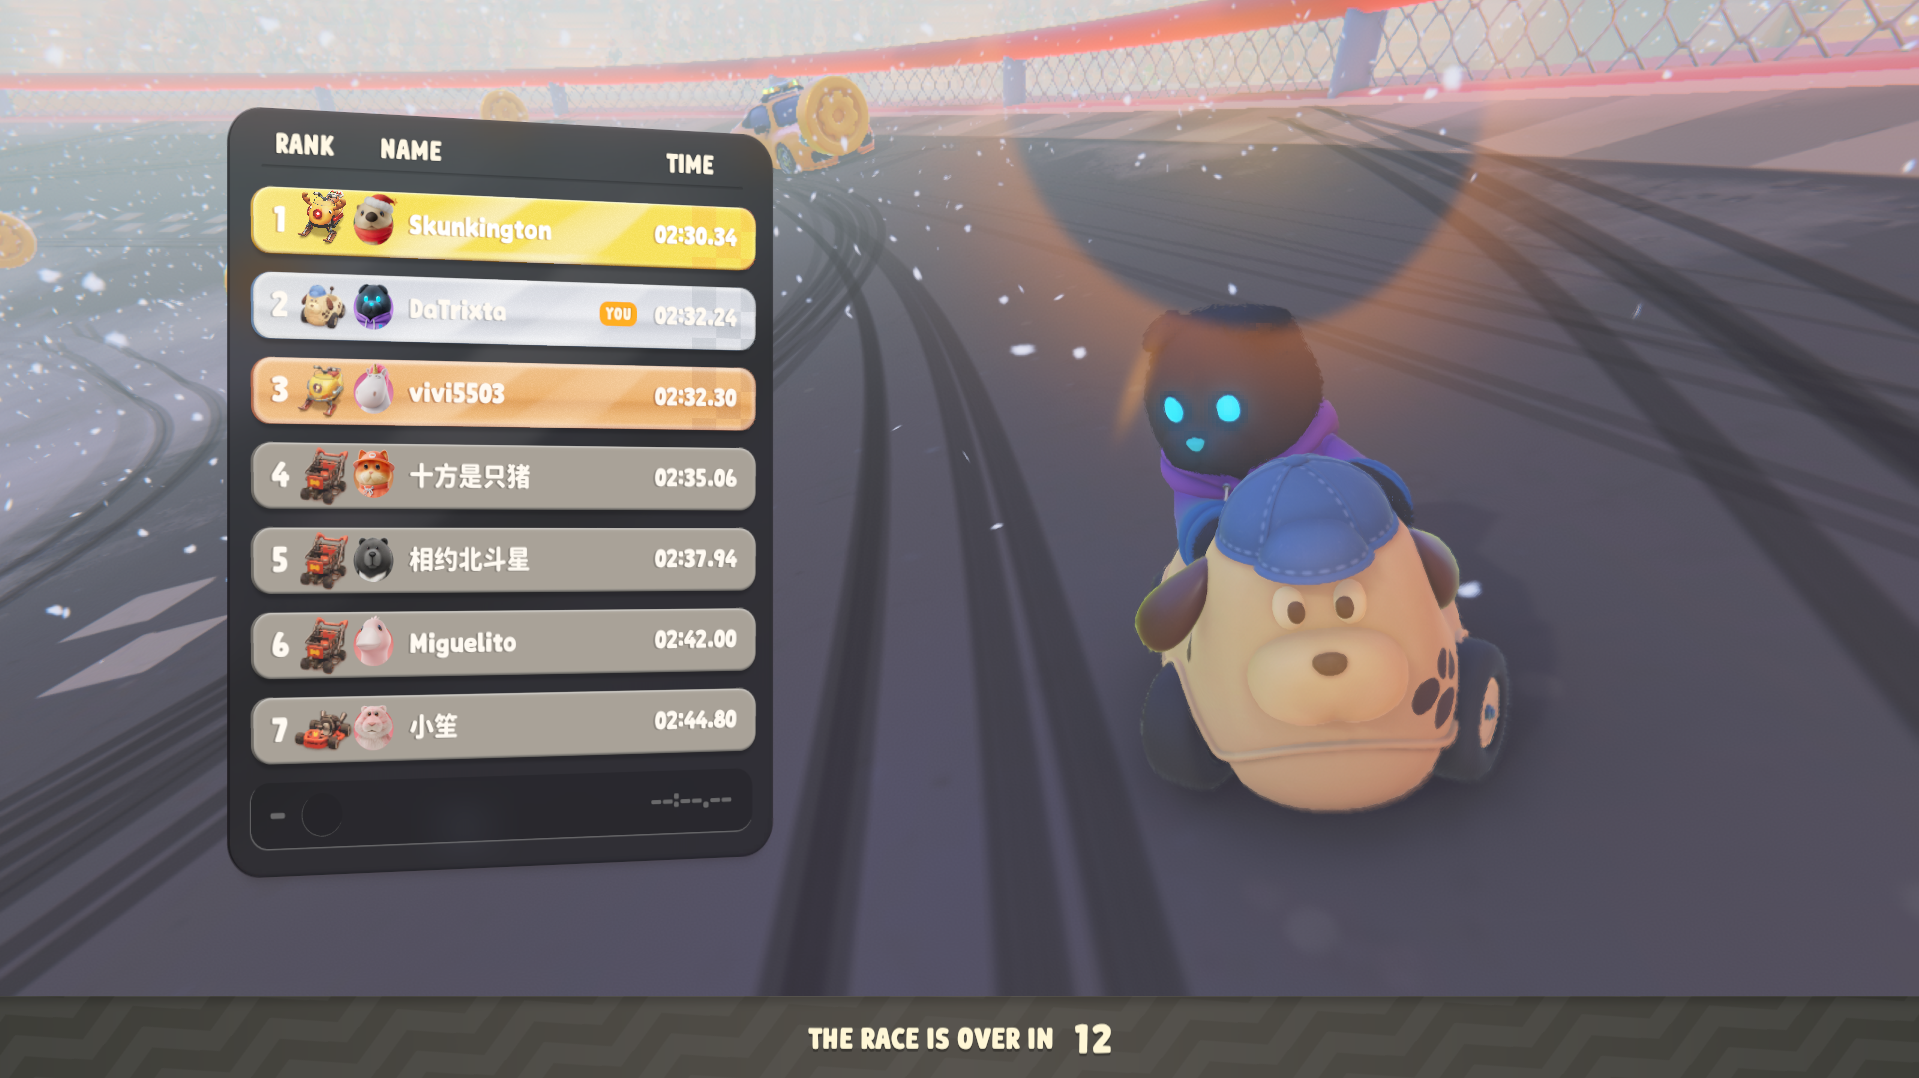 RANK NAME TIME
1 Skunkington 02:30.34
2 DaTrixta YOU 02:32.24
3 vivi5503 02:32.30
4 十方是只猪 02:35.06
5 相约北斗星 02:37.94
6 Miguelito 02:42.00
7 小笙 02:44.80
- --:--.--
THE RACE IS OVER IN 12